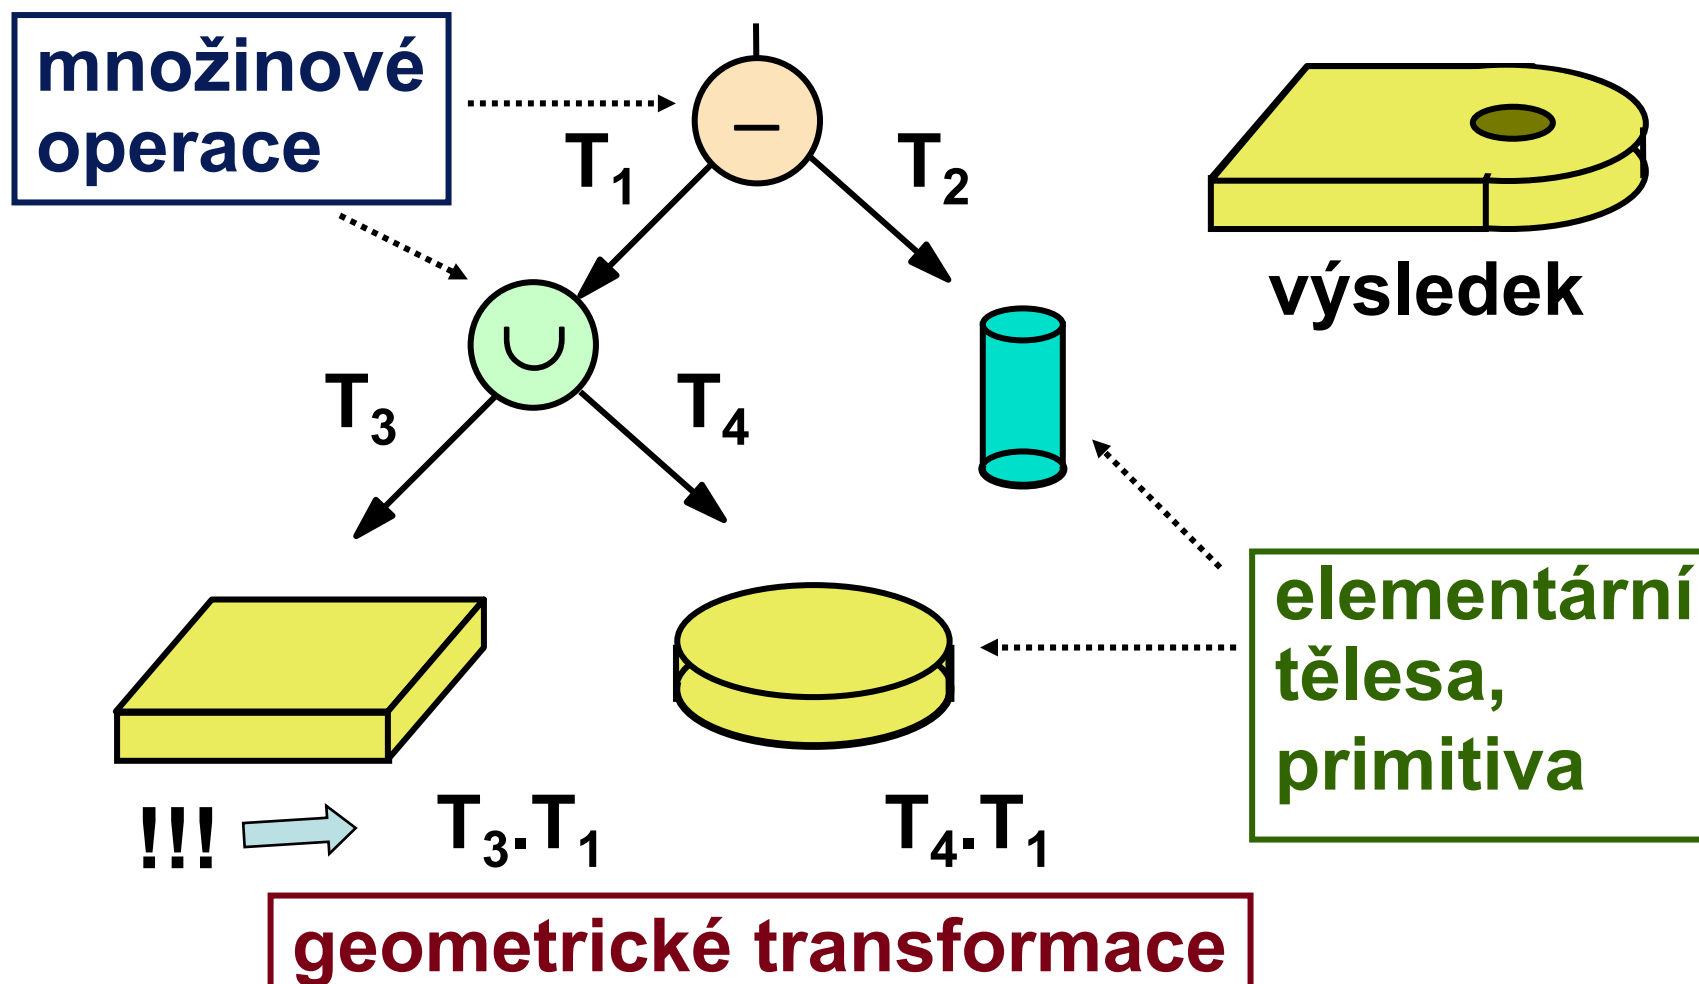 množinové
operace
−
T1
T2
výsledek
∪
T3
T4
elementární
tělesa,
primitiva
!!!
T3.T1
T4.T1
geometrické transformace